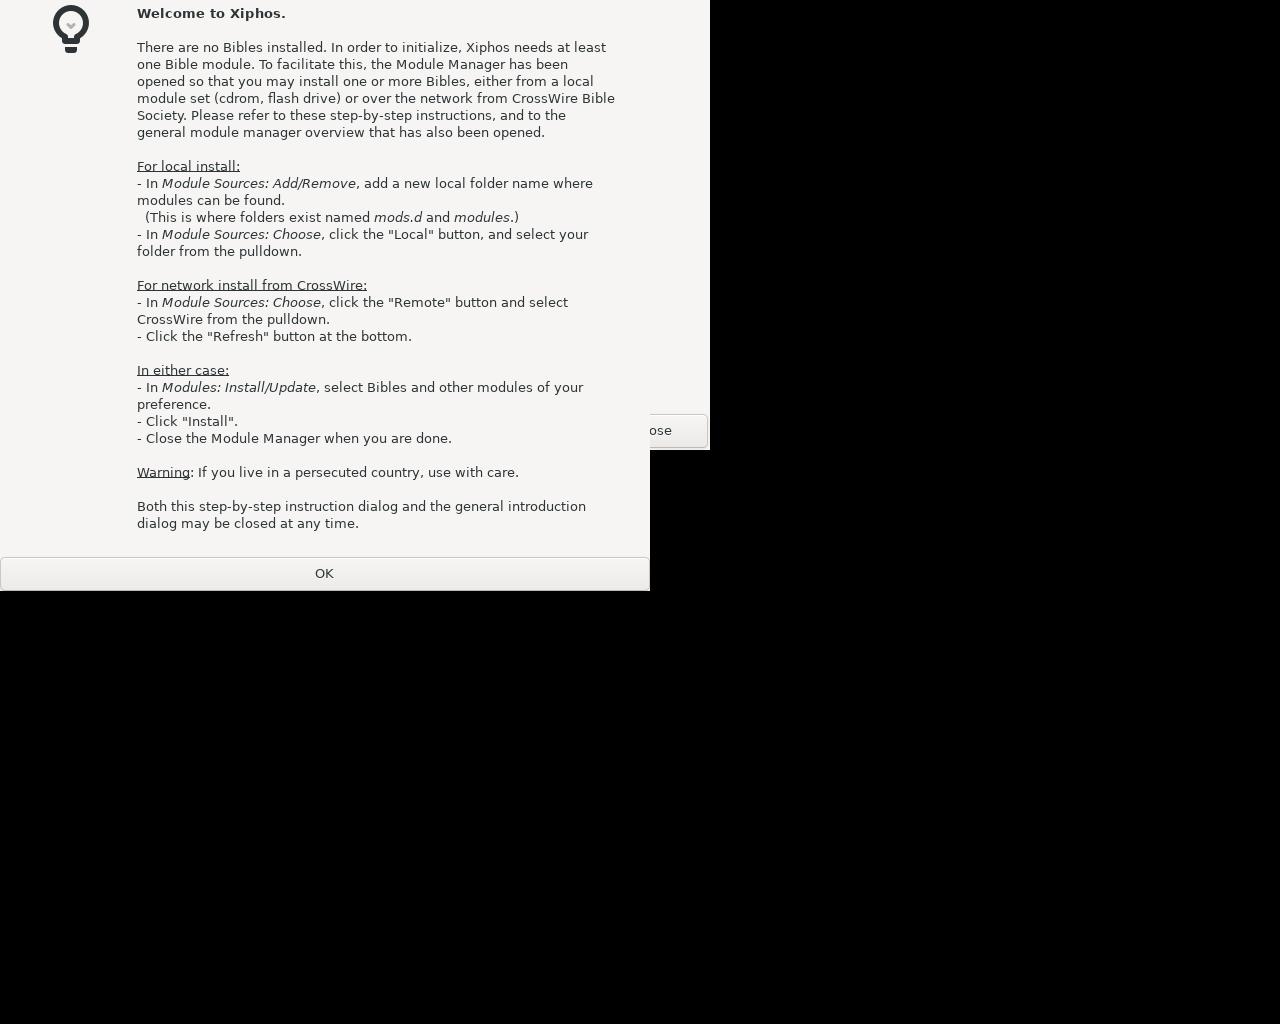 Welcome to Xiphos.
There are no Bibles installed. In order to initialize, Xiphos needs at least
one Bible module. To facilitate this, the Module Manager has been
opened so that you may install one or more Bibles, either from a local
module set (cdrom, flash drive) or over the network from CrossWire Bible
Society. Please refer to these step-by-step instructions, and to the
general module manager overview that has also been opened.
For local install:
- In Module Sources: Add/Remove, add a new local folder name where
modules can be found.
(This is where folders exist named mods.d and modules.)
- In Module Sources: Choose, click the "Local" button, and select your
folder from the pulldown.
For network install from CrossWire:
- In Module Sources: Choose, click the "Remote" button and select
CrossWire from the pulldown.
- Click the "Refresh" button at the bottom.
In either case:
- In Modules: Install/Update, select Bibles and other modules of your
preference.
- Click "Install".
- Close the Module Manager when you are done.
Warning: If you live in a persecuted country, use with care.
Both this step-by-step instruction dialog and the general introduction
dialog may be closed at any time.
OK
ose